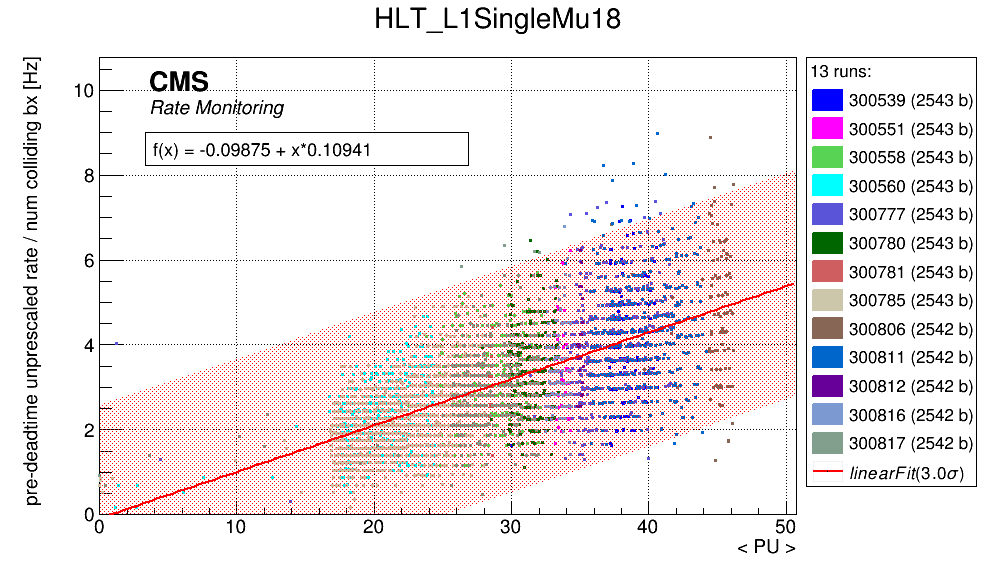 HLT_L1SingleMu18
pre-deadtime unprescaled rate / num colliding bx [Hz]
CMS
Rate Monitoring
f(x) = -0.09875 + x*0.10941
10
8
6
4
2
0
0 10 20 30 40 50
< PU >
13 runs:
300539 (2543 b)
300551 (2543 b)
300558 (2543 b)
300560 (2542 b)
300777 (2543 b)
300780 (2543 b)
300781 (2543 b)
300785 (2543 b)
300806 (2542 b)
300811 (2542 b)
300812 (2542 b)
300816 (2542 b)
300817 (2542 b)
linearFit(3.0σ)